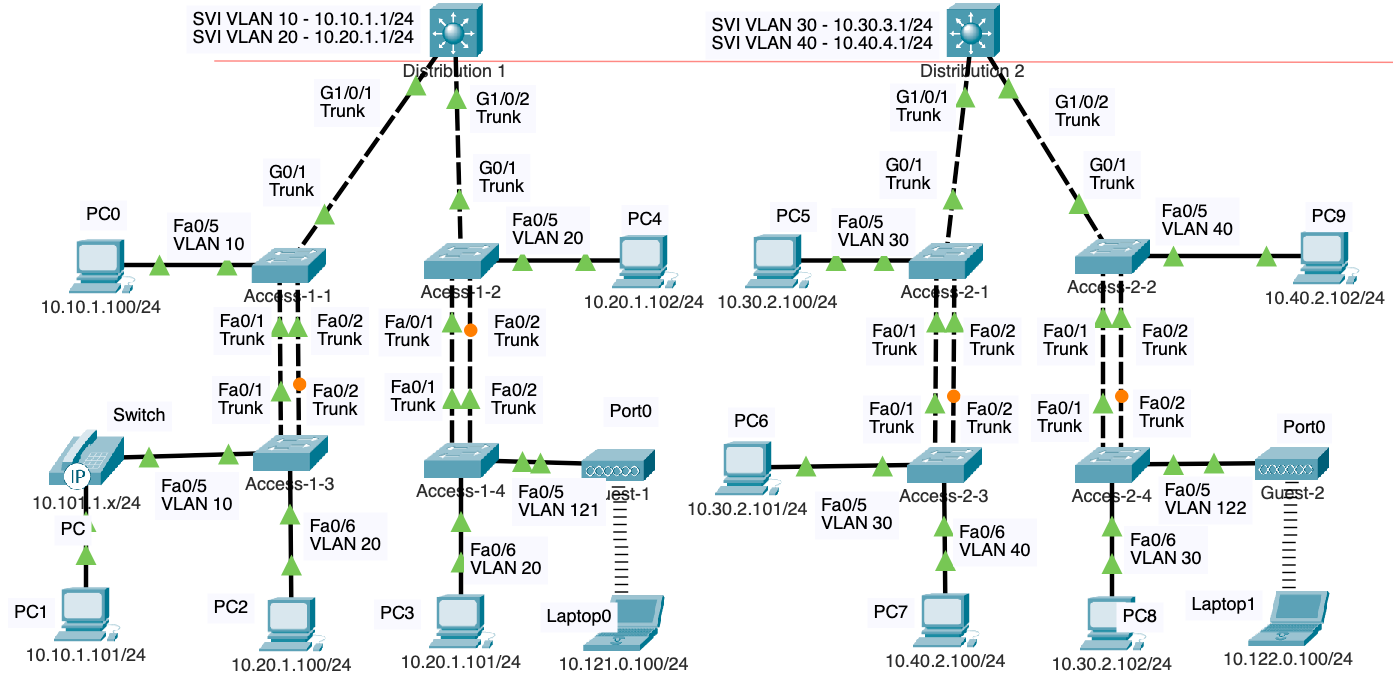 SVI VLAN 10 - 10.10.1.1/24
SVI VLAN 20 - 10.20.1.1/24
SVI VLAN 30 - 10.30.3.1/24
SVI VLAN 40 - 10.40.4.1/24
Distribution 1
Distribution 2
G1/0/1
Trunk
G1/0/2
Trunk
G1/0/1
Trunk
G1/0/2
Trunk
G0/1
Trunk
G0/1
Trunk
G0/1
Trunk
G0/1
Trunk
PC0
Fa0/5
VLAN 10
Fa0/5
VLAN 20
PC4
PC5
Fa0/5
VLAN 30
Fa0/5
VLAN 40
PC9
10.10.1.100/24
Access-1-1
Acess-1-2
10.20.1.102/24
10.30.2.100/24
Access-2-1
Access-2-2
10.40.2.102/24
Fa0/1
Trunk
Fa0/2
Trunk
Fa/0/1
Trunk
Fa0/2
Trunk
Fa0/1
Trunk
Fa0/2
Trunk
Fa0/1
Trunk
Fa0/2
Trunk
Fa0/1
Trunk
Fa0/2
Trunk
Fa0/1
Trunk
Fa0/2
Trunk
Fa0/1
Trunk
Fa0/2
Trunk
Fa0/1
Trunk
Fa0/2
Trunk
Switch
Port0
PC6
Port0
IP
10.101.1.x/24
Fa0/5
VLAN 10
Access-1-3
Access-1-4
Fa0/5
VLAN 121
10.30.2.101/24
Fa0/5
VLAN 30
Access-2-3
Acces-2-4
Fa0/5
VLAN 122
Guest-2
PC
Fa0/6
VLAN 20
Fa0/6
VLAN 20
Fa0/6
VLAN 40
Fa0/6
VLAN 30
PC1
PC2
PC3
Laptop0
PC7
PC8
Laptop1
10.10.1.101/24
10.20.1.100/24
10.20.1.101/24
10.121.0.100/24
10.40.2.100/24
10.30.2.102/24
10.122.0.100/24